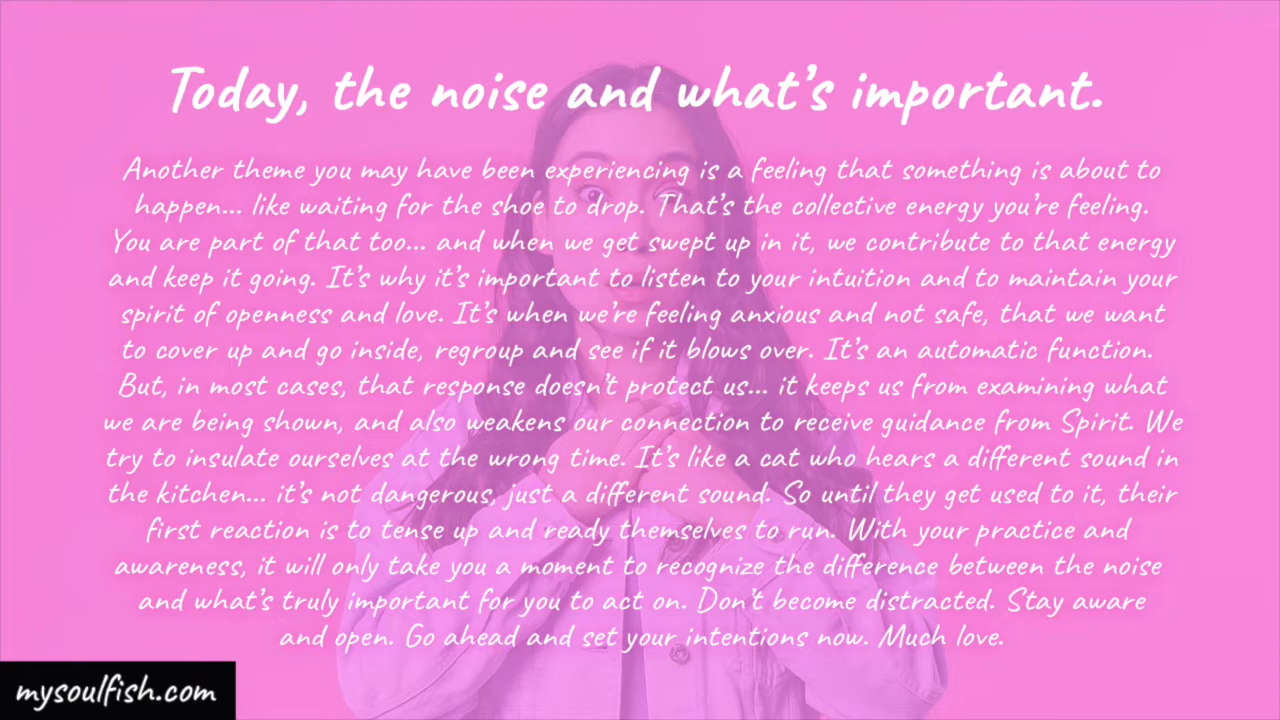 Today, the noise and what's important.
Another theme you may have been experiencing is a feeling that something is about to
happen... like waiting for the shoe to drop. That's the collective energy you're feeling.
You are part of that too... and when we get swept up in it, we contribute to that energy
and keep it going. It's why it's important to listen to your intuition and to maintain your
spirit of openness and love. It's when we're feeling anxious and not safe, that we want
to cover up and go inside, regroup and see if it blows over. It's an automatic function.
But, in most cases, that response doesn't protect us... it keeps us from examining what
we are being shown, and also weakens our connection to receive guidance from Spirit. We
try to insulate ourselves at the wrong time. It's like a cat who hears a different sound in
the kitchen... it's not dangerous, just a different sound. So until they get used to it, their
first reaction is to tense up and ready themselves to run. With your practice and
awareness, it will only take you a moment to recognize the difference between the noise
and what's truly important for you to act on. Don't become distracted. Stay aware
and open. Go ahead and set your intentions now. Much love.
mysoulfish.com